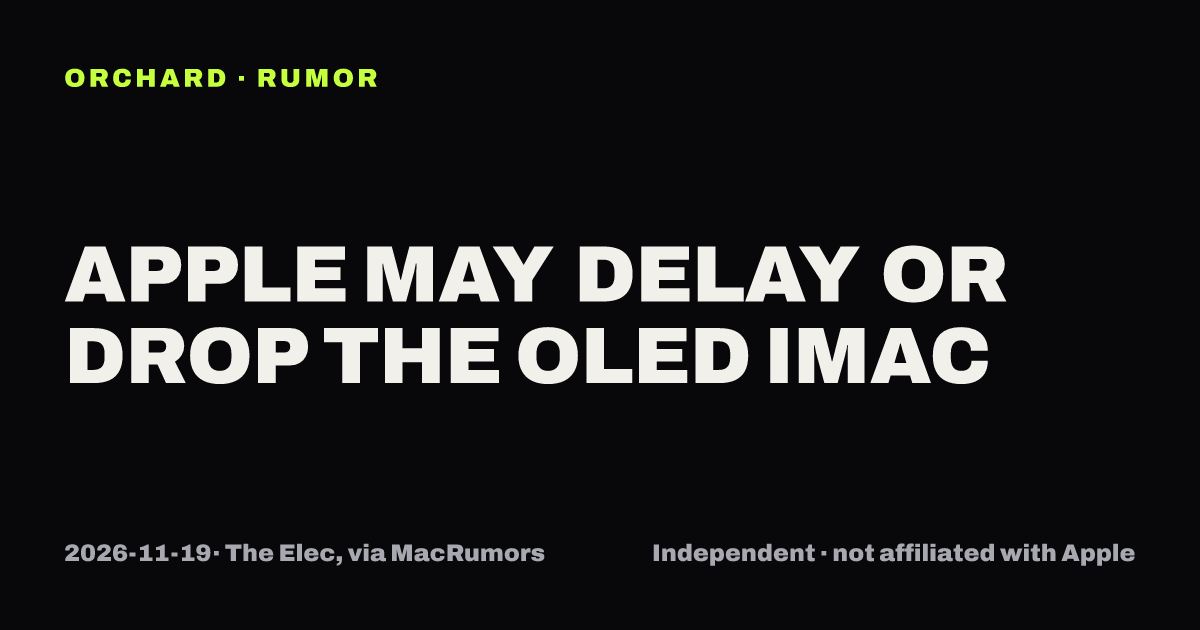 ORCHARD · RUMOR
APPLE MAY DELAY OR
DROP THE OLED IMAC
2026-11-19 · The Elec, via MacRumors
Independent · not affiliated with Apple